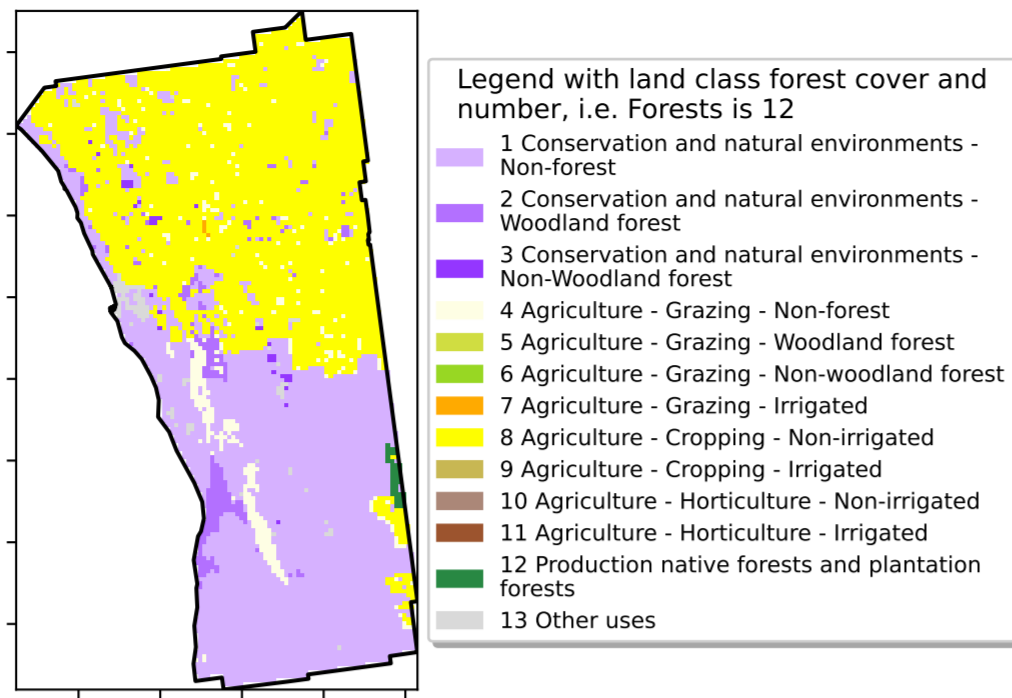 Legend with land class forest cover and
number, i.e. Forests is 12
1 Conservation and natural environments -
Non-forest
2 Conservation and natural environments -
Woodland forest
3 Conservation and natural environments -
Non-Woodland forest
4 Agriculture - Grazing - Non-forest
5 Agriculture - Grazing - Woodland forest
6 Agriculture - Grazing - Non-woodland forest
7 Agriculture - Grazing - Irrigated
8 Agriculture - Cropping - Non-irrigated
9 Agriculture - Cropping - Irrigated
10 Agriculture - Horticulture - Non-irrigated
11 Agriculture - Horticulture - Irrigated
12 Production native forests and plantation
forests
13 Other uses